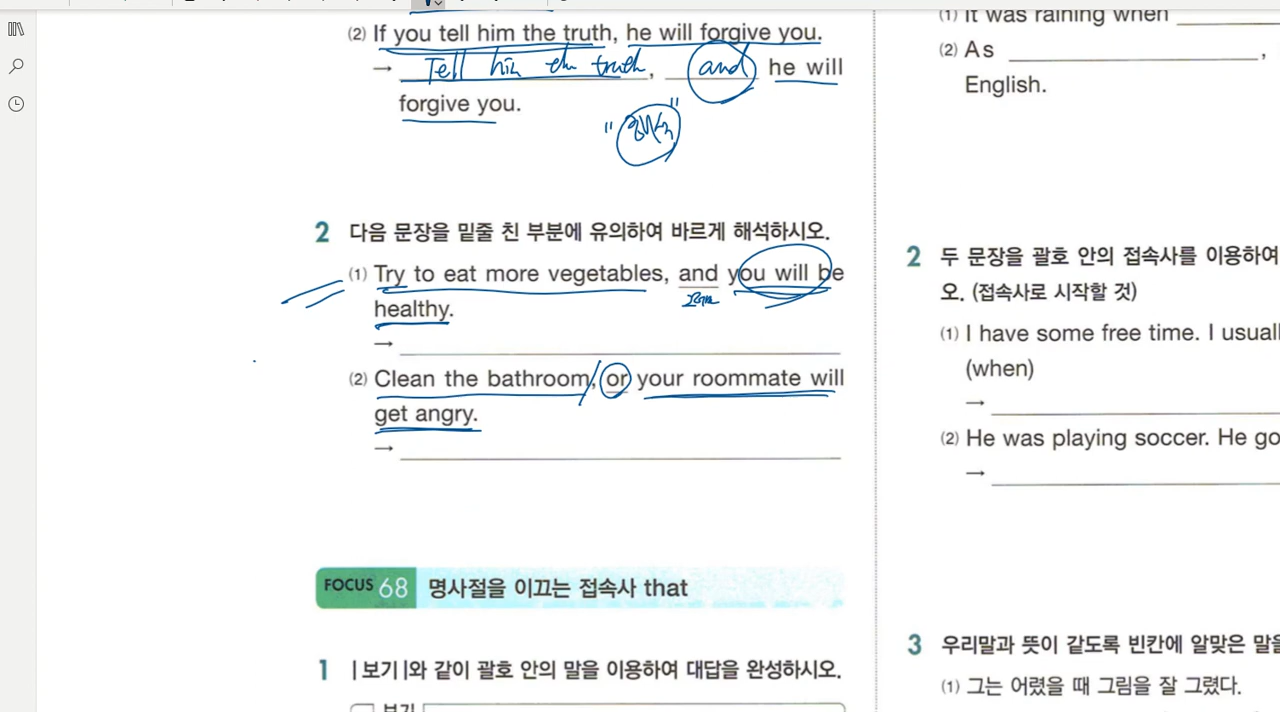 (2) If you tell him the truth, he will forgive you.
→ Tell him the truth, and he will
forgive you.
2 다음 문장을 밑줄 친 부분에 유의하여 바르게 해석하시오.
(1) Try to eat more vegetables, and you will be
healthy.
→
(2) Clean the bathroom, or your roommate will
get angry.
→
FOCUS 68 명사절을 이끄는 접속사 that
1 |보기|와 같이 괄호 안의 말을 이용하여 대답을 완성하시오.
보기
(1) It was raining when
(2) As ,
English.
2 두 문장을 괄호 안의 접속사를 이용하여
오. (접속사로 시작할 것)
(1) I have some free time. I usuall
(when)
→
(2) He was playing soccer. He go
→
3 우리말과 뜻이 같도록 빈칸에 알맞은 말을
(1) 그는 어렸을 때 그림을 잘 그렸다.